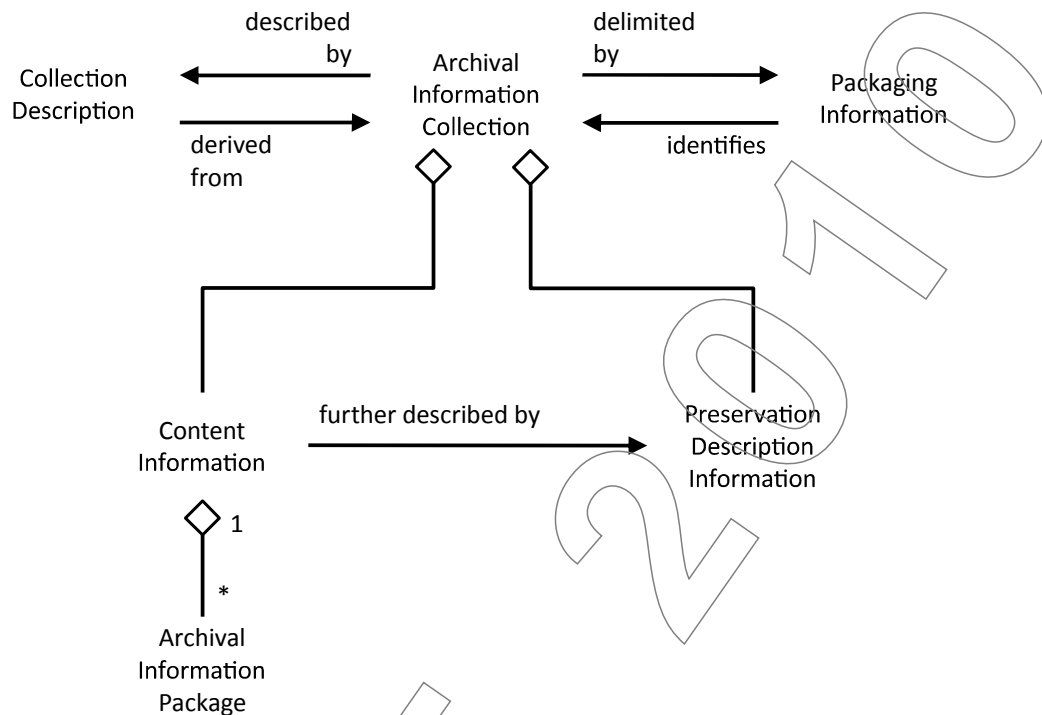 described
by
delimited
by
Collection
Description
Archival
Information
Collection
Packaging
Information
derived
from
identifies
Content
Information
further described by
Preservation
Description
Information
1
*
Archival
Information
Package
2010